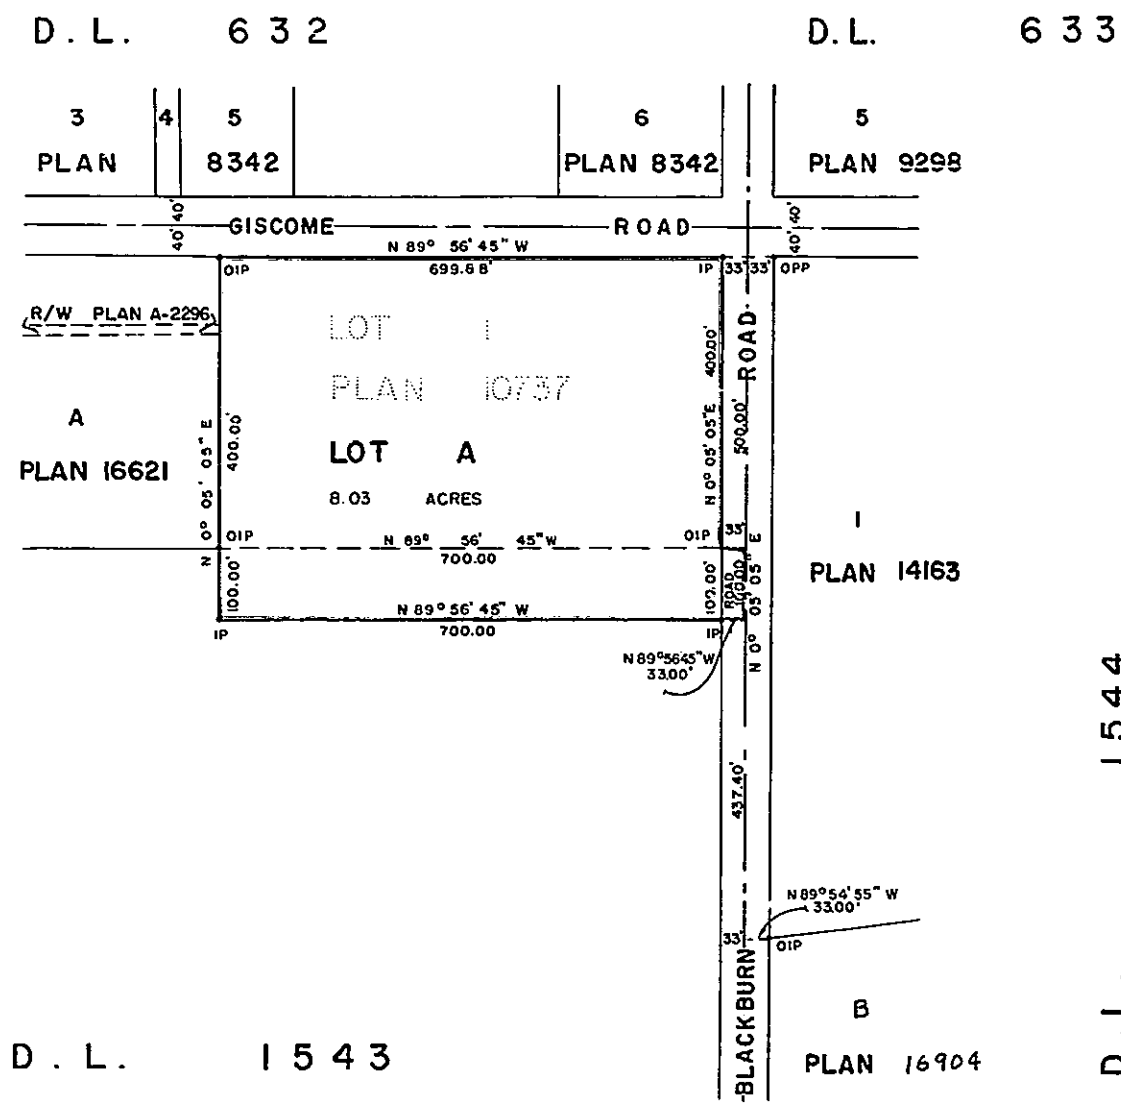 D. L. 632
D. L. 633
3
4
5
6
5
PLAN
8342
PLAN 8342
PLAN 9298
40' 40'
GISCOME ROAD
40' 40'
N 89° 56' 45" W
OIP
699.68'
IP
33' 33'
OPP
R/W PLAN A-2296
LOT 1
PLAN 10737
400.00'
ROAD
A
PLAN 16621
N 0° 05' 05" E
400.00'
LOT A
8.03 ACRES
N 0° 05' 05" E
500.00'
OIP
N 89° 56' 45" W
700.00
OIP
33'
1
PLAN 14163
100.00'
100.00'
ROAD
100.00'
N 0° 05' 05" E
N 89° 56' 45" W
700.00
IP
IP
N 89° 56 45" W
33.00'
1544
437.40'
N 89° 54' 55" W
33.00'
33'
OIP
BLACKBURN
B
PLAN 16904
D. L. 1543
D. L.